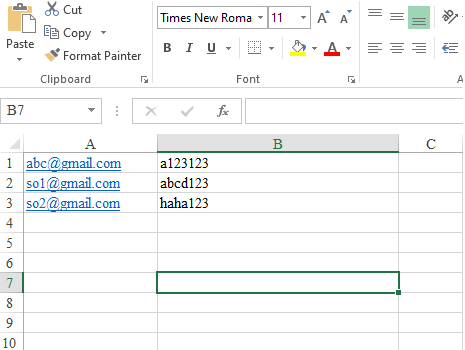 Cut
Times New Roma 11 A A
Copy
Paste
Format Painter
B I U A ab
Clipboard Font A
B7 fx
A B C
1 abc@gmail.com a123123
2 so1@gmail.com abcd123
3 so2@gmail.com haha123
4
5
6
7
8
9
10